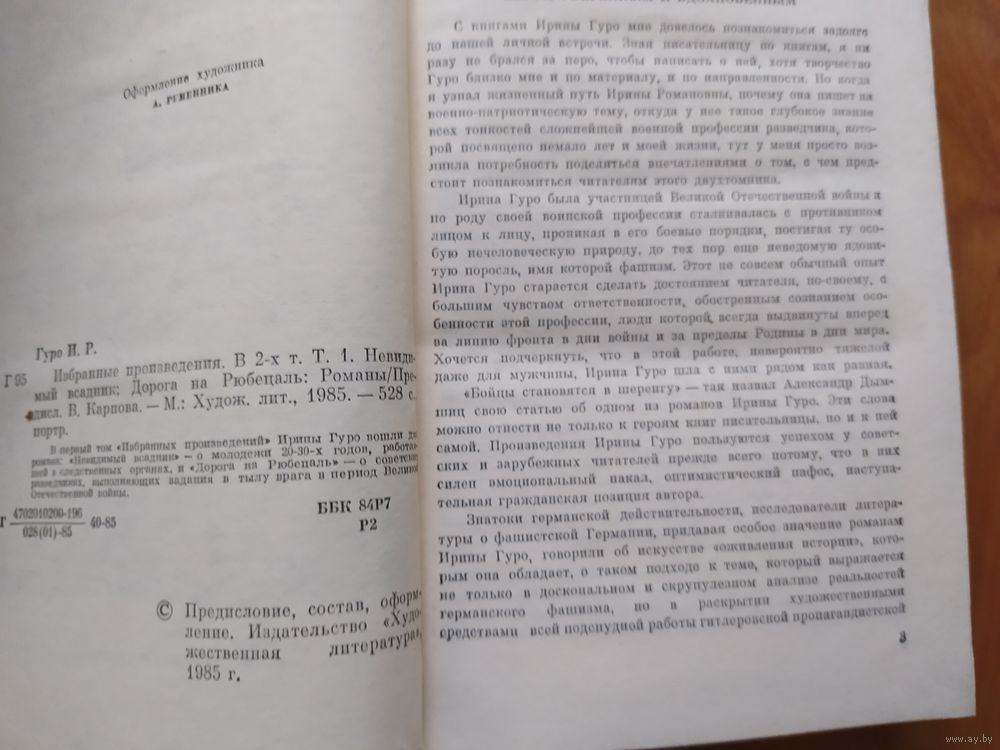 Оформление художника
А. РЕМЕННИКА
Гуро И. Р.
Г 95 Избранные произведения. В 2-х т. Т. 1. Невиди-
мый всадник; Дорога на Рюбецаль: Романы/Пре-
дисл. В. Карпова. — М.: Худож. лит., 1985. — 528 с.,
портр.
В первый том «Избранных произведений» Ирины Гуро вошли два
романа: «Невидимый всадник» — о молодежи 20-30-х годов,
шей в следственных органах, и «Дорога на Рюбецаль» — о советских
разведчиках, выполняющих задания в тылу врага в период Великой
Отечественной войны.
Г 4702010200-196
028(01)-85 40-85
ББК 84Р7
Р2
© Предисловие, состав, оформ-
ление. Издательство «Худо-
жественная литература»,
1985 г.
С книгами Ирины Гуро мне довелось познакомиться задолго
до нашей личной встречи. Зная писательницу по книгам, я ни
разу не брался за перо, чтобы написать о ней, хотя творчество
Гуро близко мне и по материалу, и по направленности. Но когда
я узнал жизненный путь Ирины Романовны, почему она пишет на
военно-патриотическую тему, откуда у нее такое глубокое знание
всех тонкостей сложнейшей военной профессии разведчика, кото-
рой посвящено немало лет и моей жизни, тут у меня просто воз-
никла потребность поделиться впечатлениями о том, с чем пред-
стоит познакомиться читателям этого двухтомника.
Ирина Гуро была участницей Великой Отечественной войны и
по роду своей воинской профессии сталкивалась с противником
лицом к лицу, проникая в его боевые порядки, постигая ту осо-
бую нечеловеческую природу, до тех пор еще неведомую ядови-
тую поросль, имя которой фашизм. Этот не совсем обычный опыт
Ирина Гуро старается сделать достоянием читателя, по-своему, с
большим чувством ответственности, обостренным сознанием осо-
бенности этой профессии, люди которой всегда выдвинуты вперед
за линию фронта в дни войны и за пределы Родины в дни мира.
Хочется подчеркнуть, что в этой работе, невероятно тяжелой
даже для мужчины, Ирина Гуро шла с ними рядом как равная.
«Бойцы становятся в шеренгу» — так назвал Александр Дым-
шиц свою статью об одном из романов Ирины Гуро. Эти слова
можно отнести не только к героям книг писательницы, но и к ней
самой. Произведения Ирины Гуро пользуются успехом у совет-
ских и зарубежных читателей прежде всего потому, что в них
силен эмоциональный накал, оптимистический пафос, наступа-
тельная гражданская позиция автора.
Знатоки германской действительности, исследователи литера-
туры о фашистской Германии, придавая особое значение романам
Ирины Гуро, говорили об искусстве «оживления истории», кото-
рым она обладает, о таком подходе к теме, который выражается
не только в доскональном и скрупулезном анализе реальностей
германского фашизма, но в раскрытии художественными
средствами всей подспудной работы гитлеровской пропагандистской
3
www.ay.by